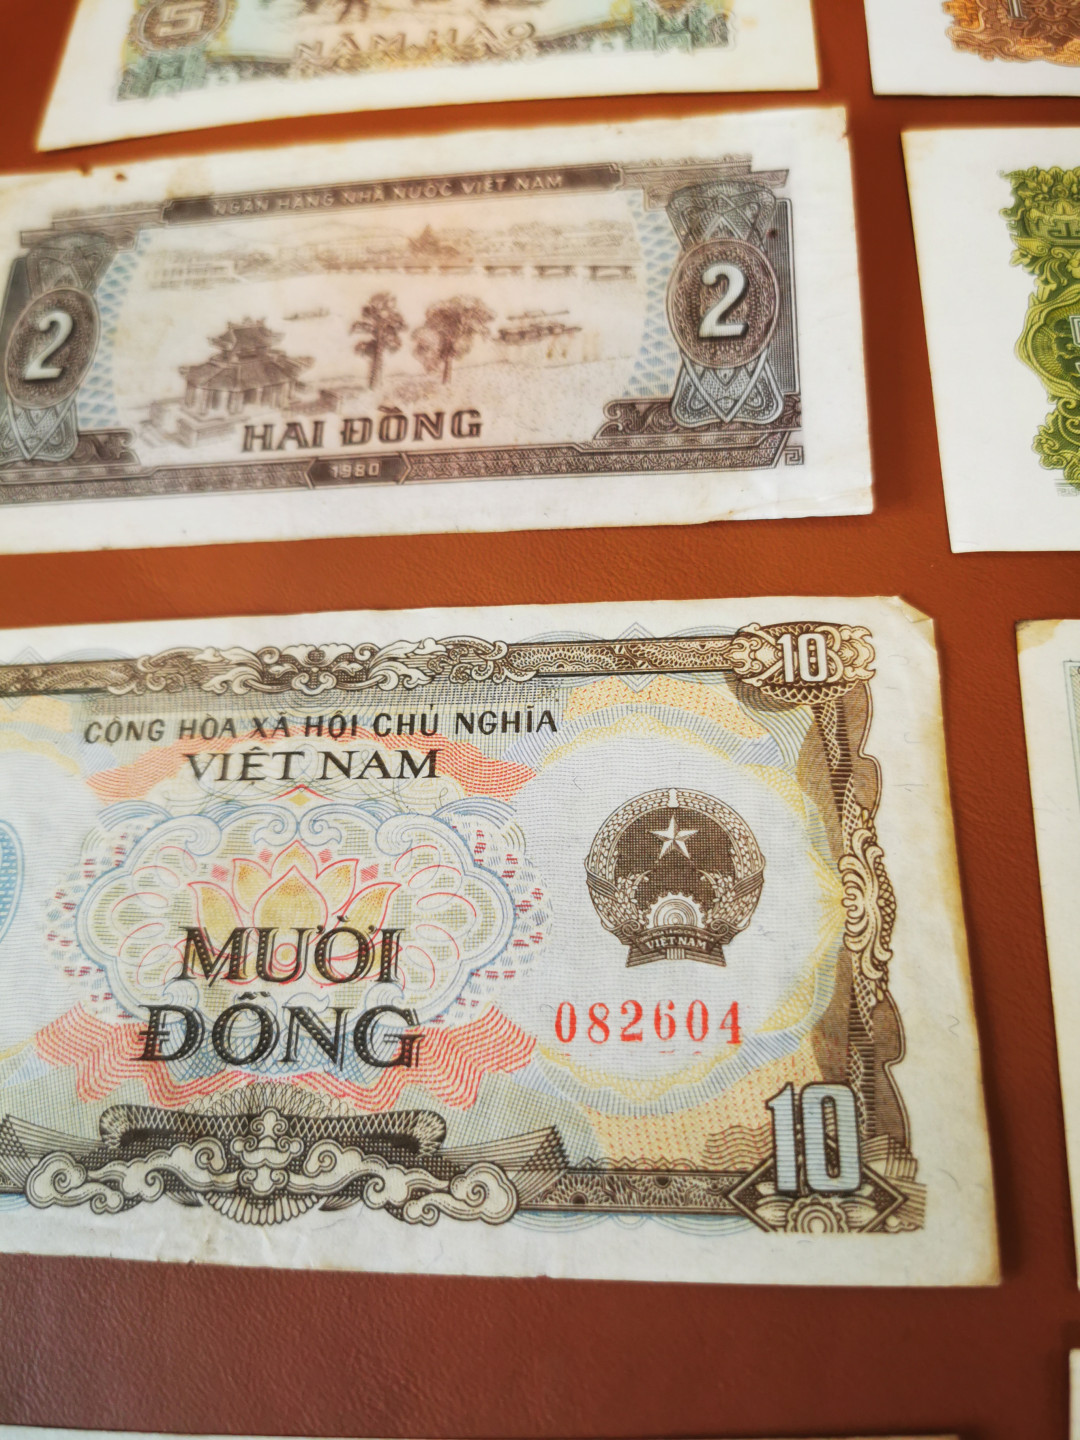 5
NĂM HÀO
NGÂN HÀNG NHÀ NƯỚC VIỆT NAM
2
2
HAI ĐỒNG
1980
10
CỘNG HÒA XÃ HỘI CHỦ NGHĨA
VIỆT NAM
MƯỜI
ĐỒNG
VIỆT NAM
082604
10